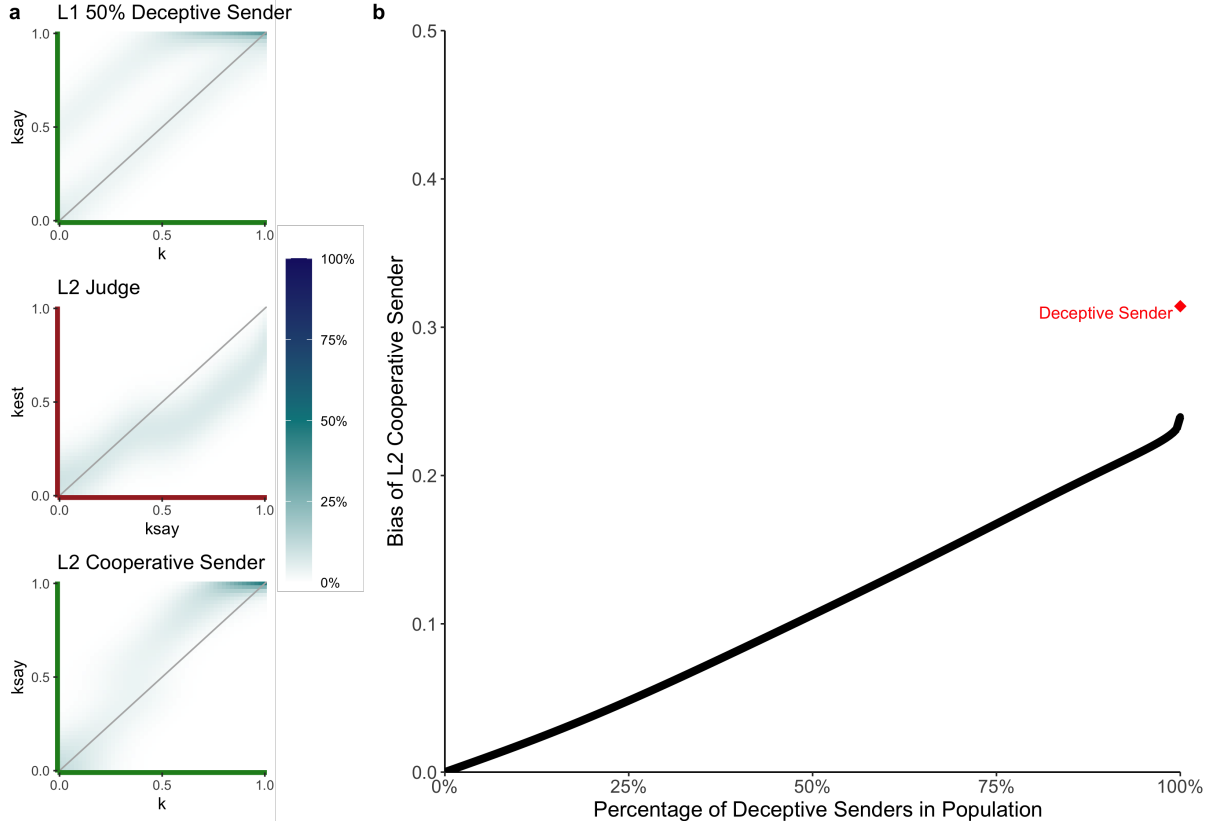 a
L1 50% Deceptive Sender
1.0
0.5
0.0
ksay
0.0 0.5 1.0
k
L2 Judge
1.0
0.5
0.0
kest
0.0 0.5 1.0
ksay
L2 Cooperative Sender
1.0
0.5
0.0
ksay
0.0 0.5 1.0
k
100%
75%
50%
25%
0%
b
0.5
0.4
0.3
0.2
0.1
0.0
Bias of L2 Cooperative Sender
Deceptive Sender
0% 25% 50% 75% 100%
Percentage of Deceptive Senders in Population